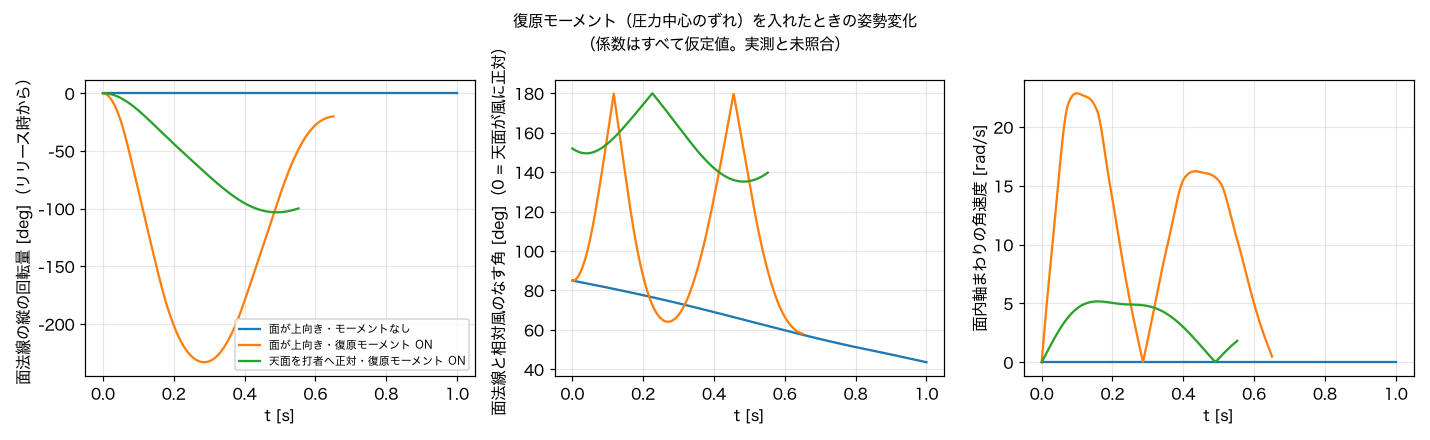 復原モーメント（圧力中心のずれ）を入れたときの姿勢変化
（係数はすべて仮定値。実測と未照合）
面法線の縦の回転量 [deg]（リリース時から）
0
-50
-100
-150
-200
0.0 0.2 0.4 0.6 0.8 1.0
t [s]
面が上向き・モーメントなし
面が上向き・復原モーメント ON
天面を打者へ正対・復原モーメント ON
面法線と相対風のなす角 [deg]（0 = 天面が風に正対）
180
160
140
120
100
80
60
40
0.0 0.2 0.4 0.6 0.8 1.0
t [s]
面内軸まわりの角速度 [rad/s]
20
15
10
5
0
0.0 0.2 0.4 0.6 0.8 1.0
t [s]